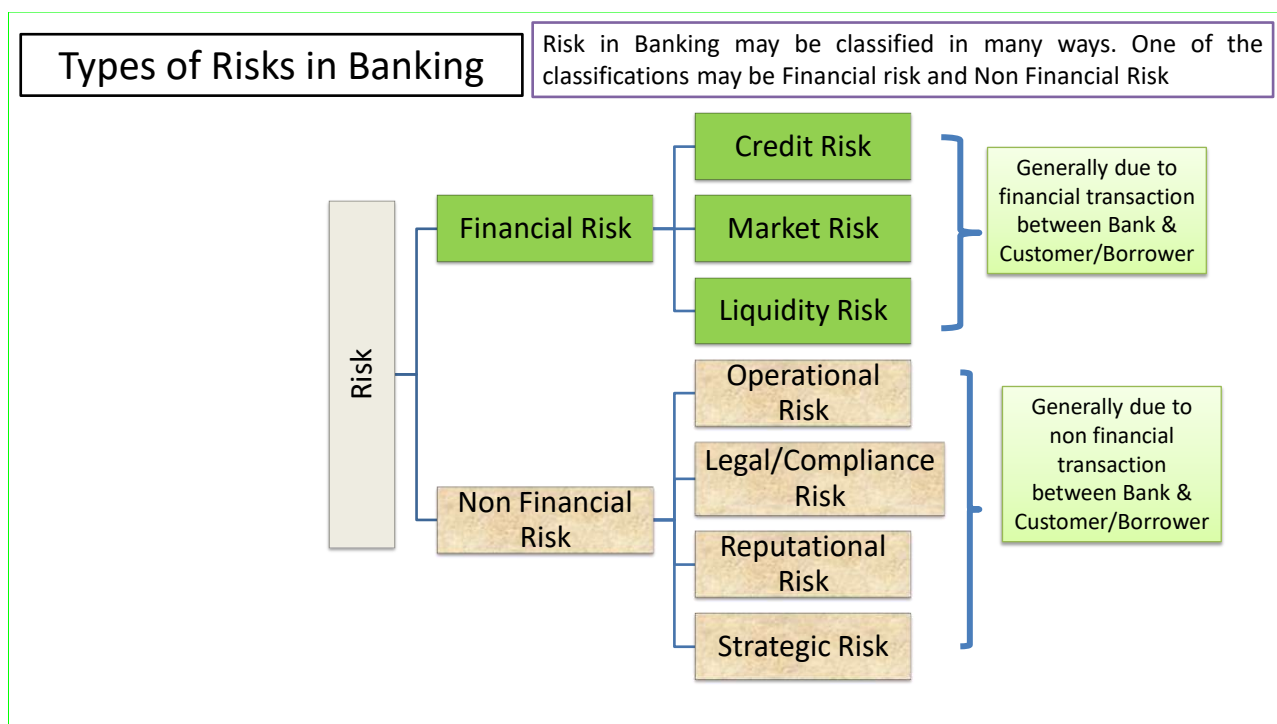 Types of Risks in Banking
Risk in Banking may be classified in many ways. One of the
classifications may be Financial risk and Non Financial Risk
Risk
Financial Risk
Credit Risk
Market Risk
Liquidity Risk
Generally due to
financial transaction
between Bank &
Customer/Borrower
Non Financial
Risk
Operational
Risk
Legal/Compliance
Risk
Reputational
Risk
Strategic Risk
Generally due to
non financial
transaction
between Bank &
Customer/Borrower